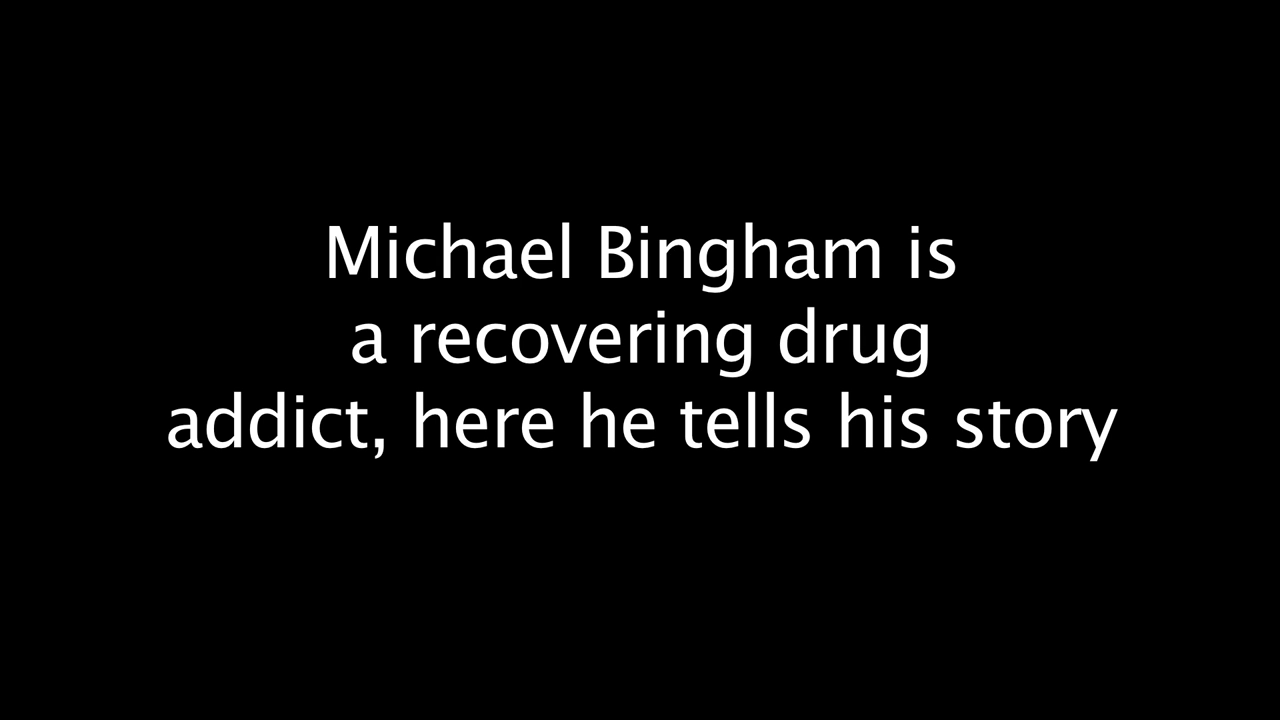 Michael Bingham is
a recovering drug
addict, here he tells his story